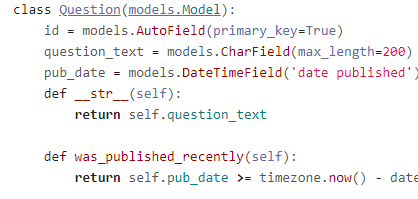 class Question(models.Model):
    id = models.AutoField(primary_key=True)
    question_text = models.CharField(max_length=200)
    pub_date = models.DateTimeField('date published')
    def __str__(self):
        return self.question_text

    def was_published_recently(self):
        return self.pub_date >= timezone.now() - date